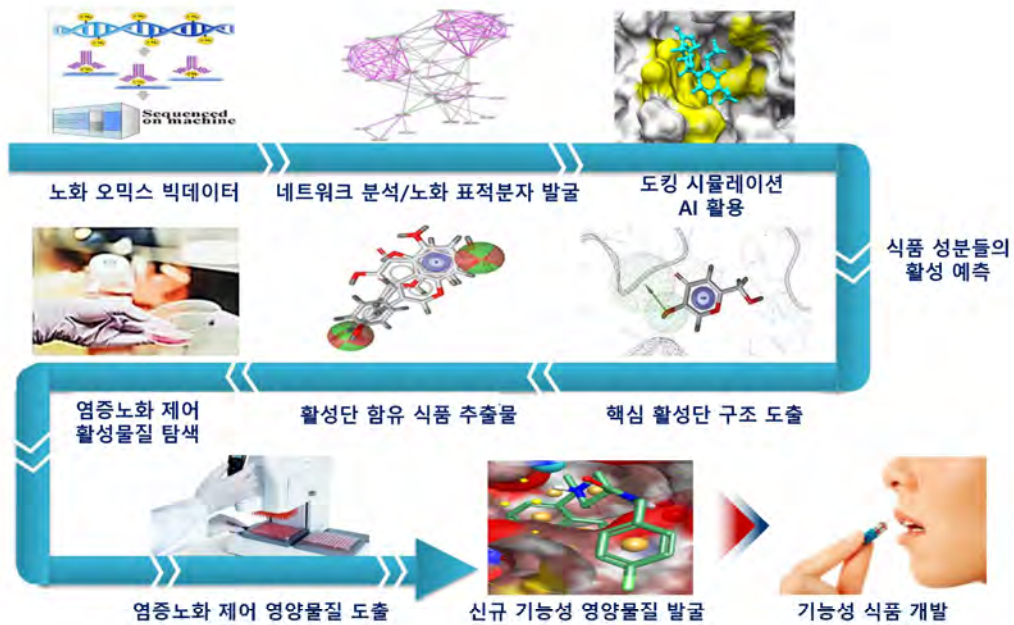 Sequenced
on machine
노화 오믹스 빅데이터
네트워크 분석/노화 표적분자 발굴
도킹 시뮬레이션
AI 활용
식품 성분들의
활성 예측
핵심 활성단 구조 도출
활성단 함유 식품 추출물
염증노화 제어
활성물질 탐색
염증노화 제어 영양물질 도출
신규 기능성 영양물질 발굴
기능성 식품 개발